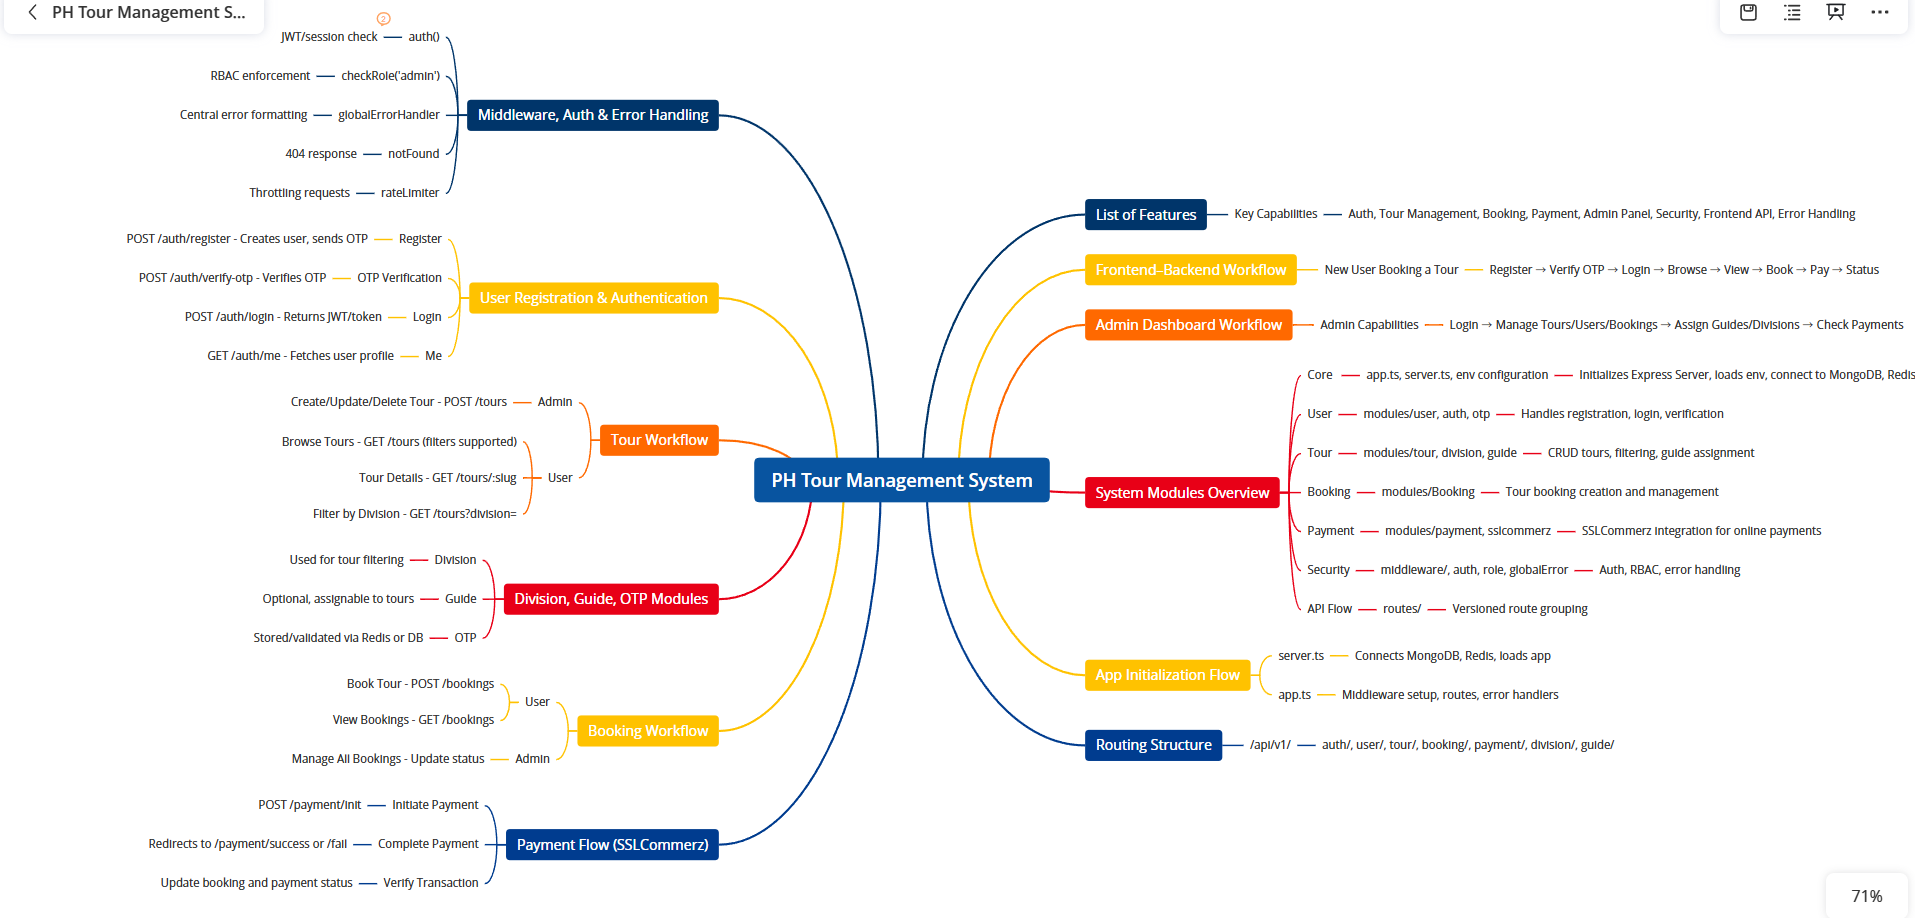 PH Tour Management S...
2
JWT/session check
auth()
RBAC enforcement
checkRole('admin')
Central error formatting
globalErrorHandler
404 response
notFound
Throttling requests
rateLimiter
Middleware, Auth & Error Handling
POST /auth/register - Creates user, sends OTP
Register
POST /auth/verify-otp - Verifies OTP
OTP Verification
POST /auth/login - Returns JWT/token
Login
GET /auth/me - Fetches user profile
Me
User Registration & Authentication
Create/Update/Delete Tour - POST /tours
Admin
Browse Tours - GET /tours (filters supported)
Tour Details - GET /tours/:slug
Filter by Division - GET /tours?division=
User
Tour Workflow
Used for tour filtering
Division
Optional, assignable to tours
Guide
Stored/validated via Redis or DB
OTP
Division, Guide, OTP Modules
Book Tour - POST /bookings
View Bookings - GET /bookings
User
Manage All Bookings - Update status
Admin
Booking Workflow
POST /payment/init
Initiate Payment
Redirects to /payment/success or /fail
Complete Payment
Update booking and payment status
Verify Transaction
Payment Flow (SSLCommerz)
PH Tour Management System
List of Features
Key Capabilities
Auth, Tour Management, Booking, Payment, Admin Panel, Security, Frontend API, Error Handling
Frontend–Backend Workflow
New User Booking a Tour
Register → Verify OTP → Login → Browse → View → Book → Pay → Status
Admin Dashboard Workflow
Admin Capabilities
Login → Manage Tours/Users/Bookings → Assign Guides/Divisions → Check Payments
System Modules Overview
Core
app.ts, server.ts, env configuration
Initializes Express Server, loads env, connect to MongoDB, Redis
User
modules/user, auth, otp
Handles registration, login, verification
Tour
modules/tour, division, guide
CRUD tours, filtering, guide assignment
Booking
modules/Booking
Tour booking creation and management
Payment
modules/payment, sslcommerz
SSLCommerz integration for online payments
Security
middleware/, auth, role, globalError
Auth, RBAC, error handling
API Flow
routes/
Versioned route grouping
App Initialization Flow
server.ts
Connects MongoDB, Redis, loads app
app.ts
Middleware setup, routes, error handlers
Routing Structure
/api/v1/
auth/, user/, tour/, booking/, payment/, division/, guide/
71%